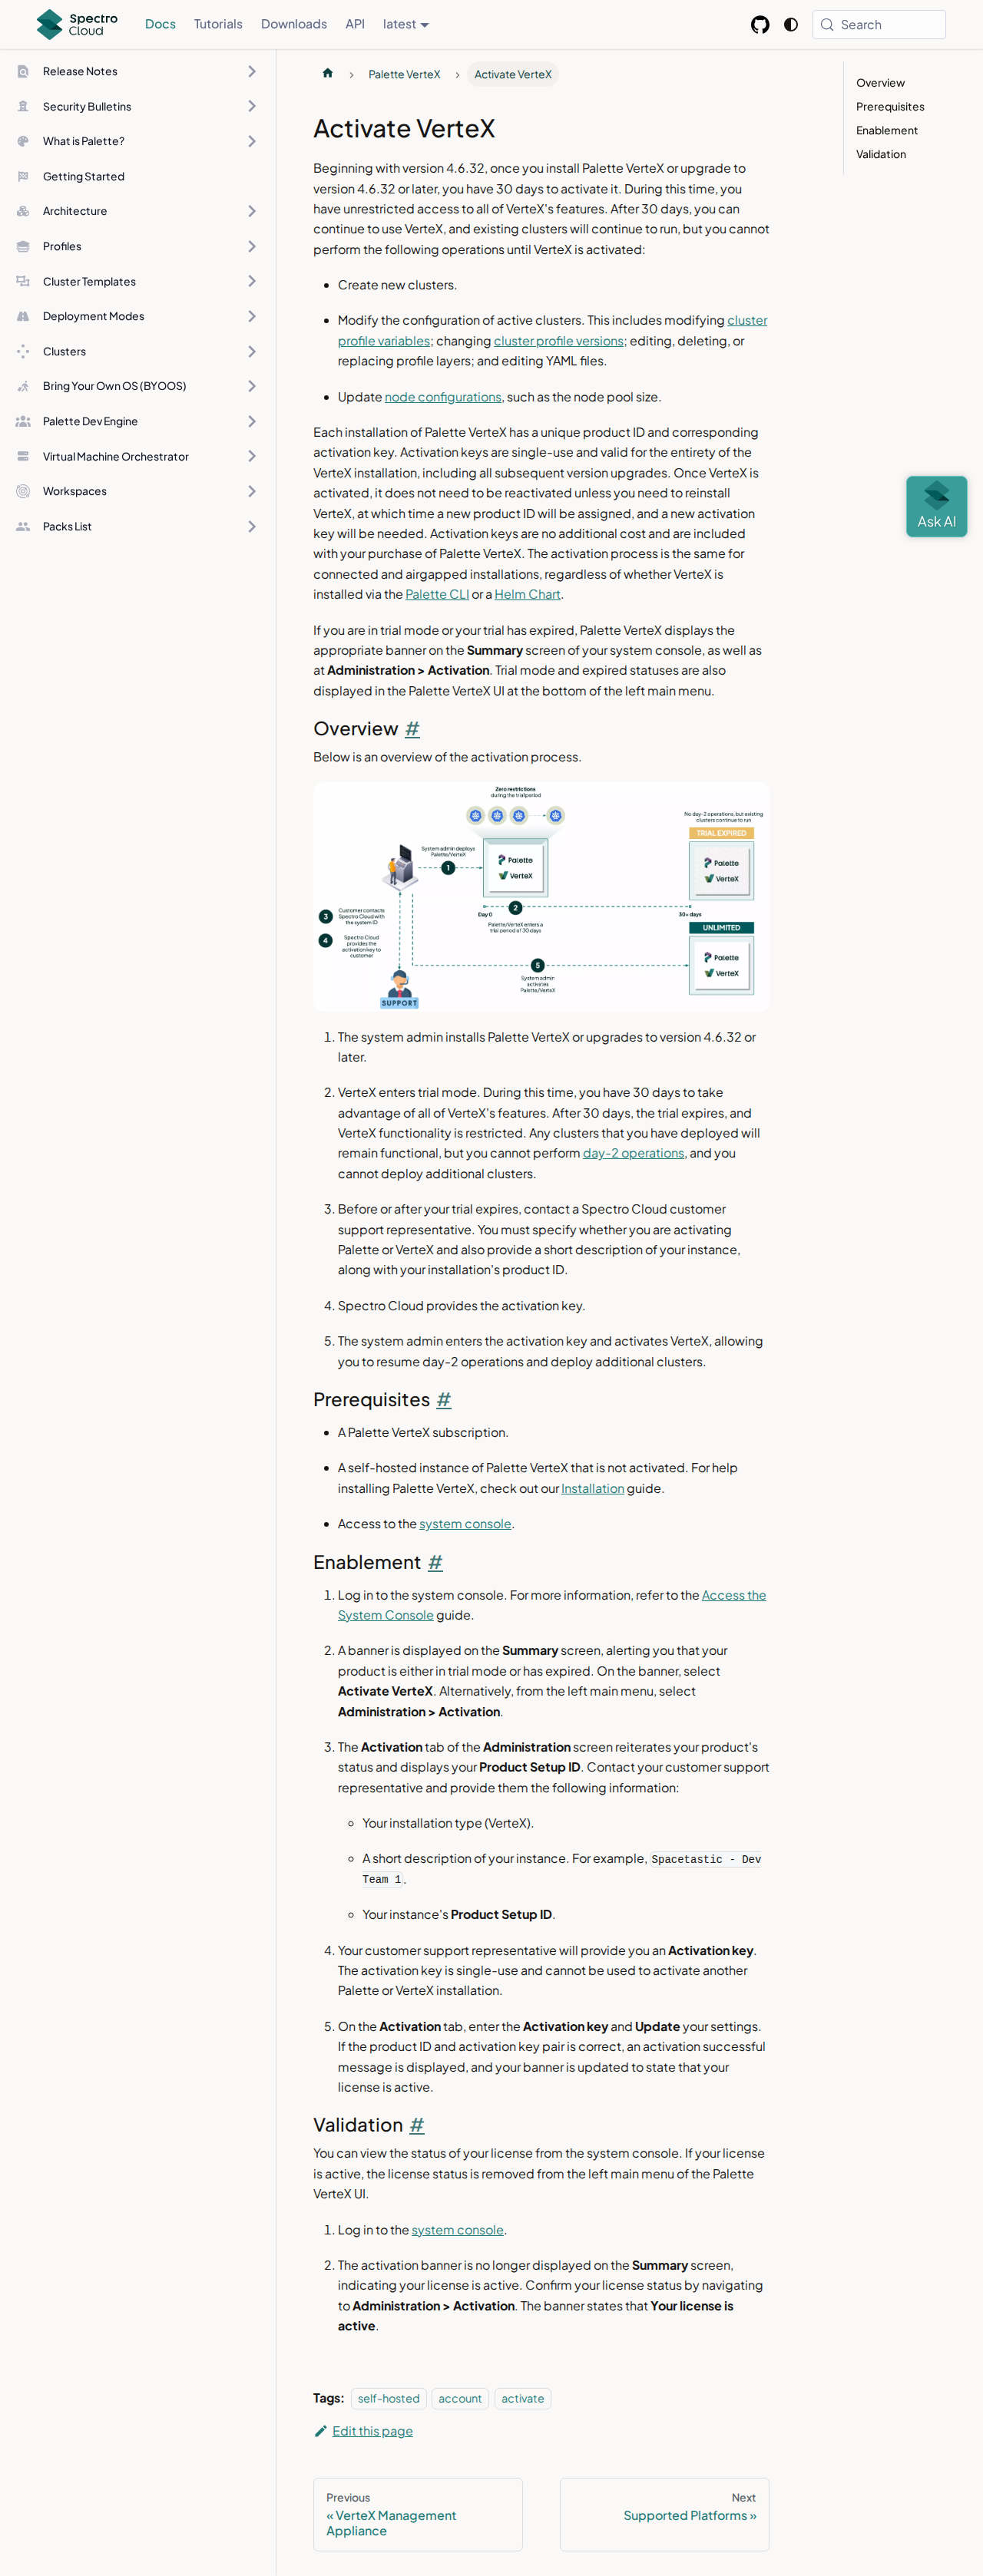 Spectro
Cloud
Docs
Tutorials
Downloads
API
latest
Search
Release Notes
Security Bulletins
What is Palette?
Getting Started
Architecture
Profiles
Cluster Templates
Deployment Modes
Clusters
Bring Your Own OS (BYOOS)
Palette Dev Engine
Virtual Machine Orchestrator
Workspaces
Packs List
Palette VerteX
Activate VerteX
Activate VerteX
Beginning with version 4.6.32, once you install Palette VerteX or upgrade to
version 4.6.32 or later, you have 30 days to activate it. During this time, you
have unrestricted access to all of VerteX's features. After 30 days, you can
continue to use VerteX, and existing clusters will continue to run, but you cannot
perform the following operations until VerteX is activated:
Create new clusters.
Modify the configuration of active clusters. This includes modifying cluster
profile variables; changing cluster profile versions; editing, deleting, or
replacing profile layers; and editing YAML files.
Update node configurations, such as the node pool size.
Each installation of Palette VerteX has a unique product ID and corresponding
activation key. Activation keys are single-use and valid for the entirety of the
VerteX installation, including all subsequent version upgrades. Once VerteX is
activated, it does not need to be reactivated unless you need to reinstall
VerteX, at which time a new product ID will be assigned, and a new activation
key will be needed. Activation keys are no additional cost and are included
with your purchase of Palette VerteX. The activation process is the same for
connected and airgapped installations, regardless of whether VerteX is
installed via the Palette CLI or a Helm Chart.
If you are in trial mode or your trial has expired, Palette VerteX displays the
appropriate banner on the Summary screen of your system console, as well as
at Administration > Activation. Trial mode and expired statuses are also
displayed in the Palette VerteX UI at the bottom of the left main menu.
Overview #
Below is an overview of the activation process.
Zero restrictions
during the trial period
No day-2 operations, but existing
clusters continue to run
TRIAL EXPIRED
System admin deploys
Palette/VerteX
1
Palette
VerteX
Palette
VerteX
2
Day 0
30+ days
Palette/VerteX enters a
trial period of 30 days
3
Customer contacts
Spectro Cloud with
the system ID
4
Spectro Cloud
provides the
activation key to
customer
UNLIMITED
Palette
VerteX
5
System admin
activates
Palette/VerteX
SUPPORT
1. The system admin installs Palette VerteX or upgrades to version 4.6.32 or
later.
2. VerteX enters trial mode. During this time, you have 30 days to take
advantage of all of VerteX's features. After 30 days, the trial expires, and
VerteX functionality is restricted. Any clusters that you have deployed will
remain functional, but you cannot perform day-2 operations, and you
cannot deploy additional clusters.
3. Before or after your trial expires, contact a Spectro Cloud customer
support representative. You must specify whether you are activating
Palette or VerteX and also provide a short description of your instance,
along with your installation's product ID.
4. Spectro Cloud provides the activation key.
5. The system admin enters the activation key and activates VerteX, allowing
you to resume day-2 operations and deploy additional clusters.
Prerequisites #
A Palette VerteX subscription.
A self-hosted instance of Palette VerteX that is not activated. For help
installing Palette VerteX, check out our Installation guide.
Access to the system console.
Enablement #
1. Log in to the system console. For more information, refer to the Access the
System Console guide.
2. A banner is displayed on the Summary screen, alerting you that your
product is either in trial mode or has expired. On the banner, select
Activate VerteX. Alternatively, from the left main menu, select
Administration > Activation.
3. The Activation tab of the Administration screen reiterates your product's
status and displays your Product Setup ID. Contact your customer support
representative and provide them the following information:
Your installation type (VerteX).
A short description of your instance. For example, Spacetastic - Dev
Team 1.
Your instance's Product Setup ID.
4. Your customer support representative will provide you an Activation key.
The activation key is single-use and cannot be used to activate another
Palette or VerteX installation.
5. On the Activation tab, enter the Activation key and Update your settings.
If the product ID and activation key pair is correct, an activation successful
message is displayed, and your banner is updated to state that your
license is active.
Validation #
You can view the status of your license from the system console. If your license
is active, the license status is removed from the left main menu of the Palette
VerteX UI.
1. Log in to the system console.
2. The activation banner is no longer displayed on the Summary screen,
indicating your license is active. Confirm your license status by navigating
to Administration > Activation. The banner states that Your license is
active.
Tags: self-hosted account activate
Edit this page
Previous
« VerteX Management
Appliance
Next
Supported Platforms »
Overview
Prerequisites
Enablement
Validation
Ask AI